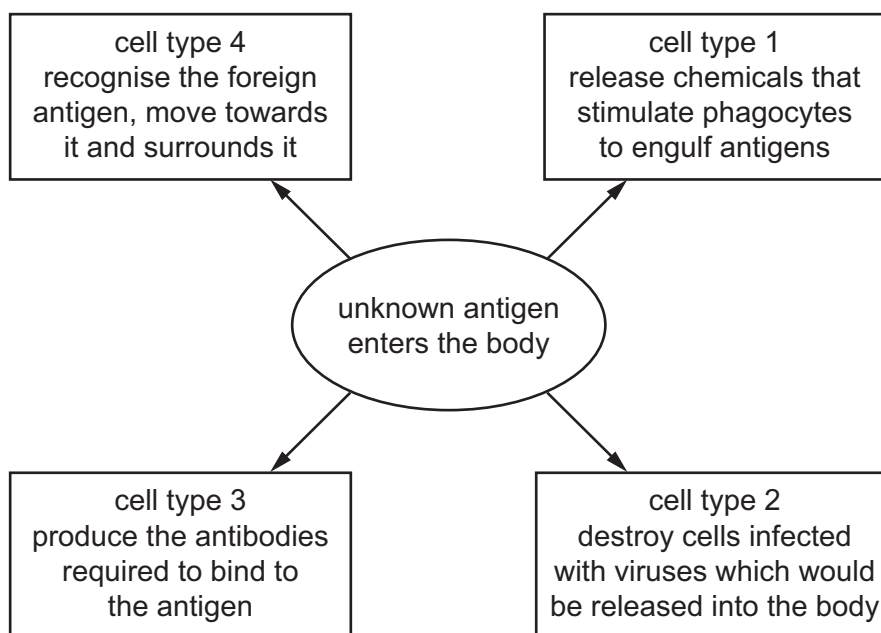 cell type 4
recognise the foreign
antigen, move towards
it and surrounds it
cell type 1
release chemicals that
stimulate phagocytes
to engulf antigens
unknown antigen
enters the body
cell type 3
produce the antibodies
required to bind to
the antigen
cell type 2
destroy cells infected
with viruses which would
be released into the body